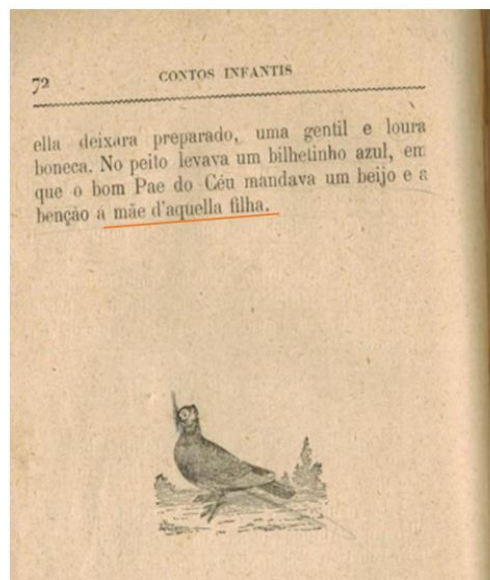 72
CONTOS INFANTIS
ella deixara preparado, uma gentil e loura
boneca. No peito levava um bilhetinho azul, em
que o bom Pae do Céu mandava um beijo e a
benção á mãe d'aquella filha.